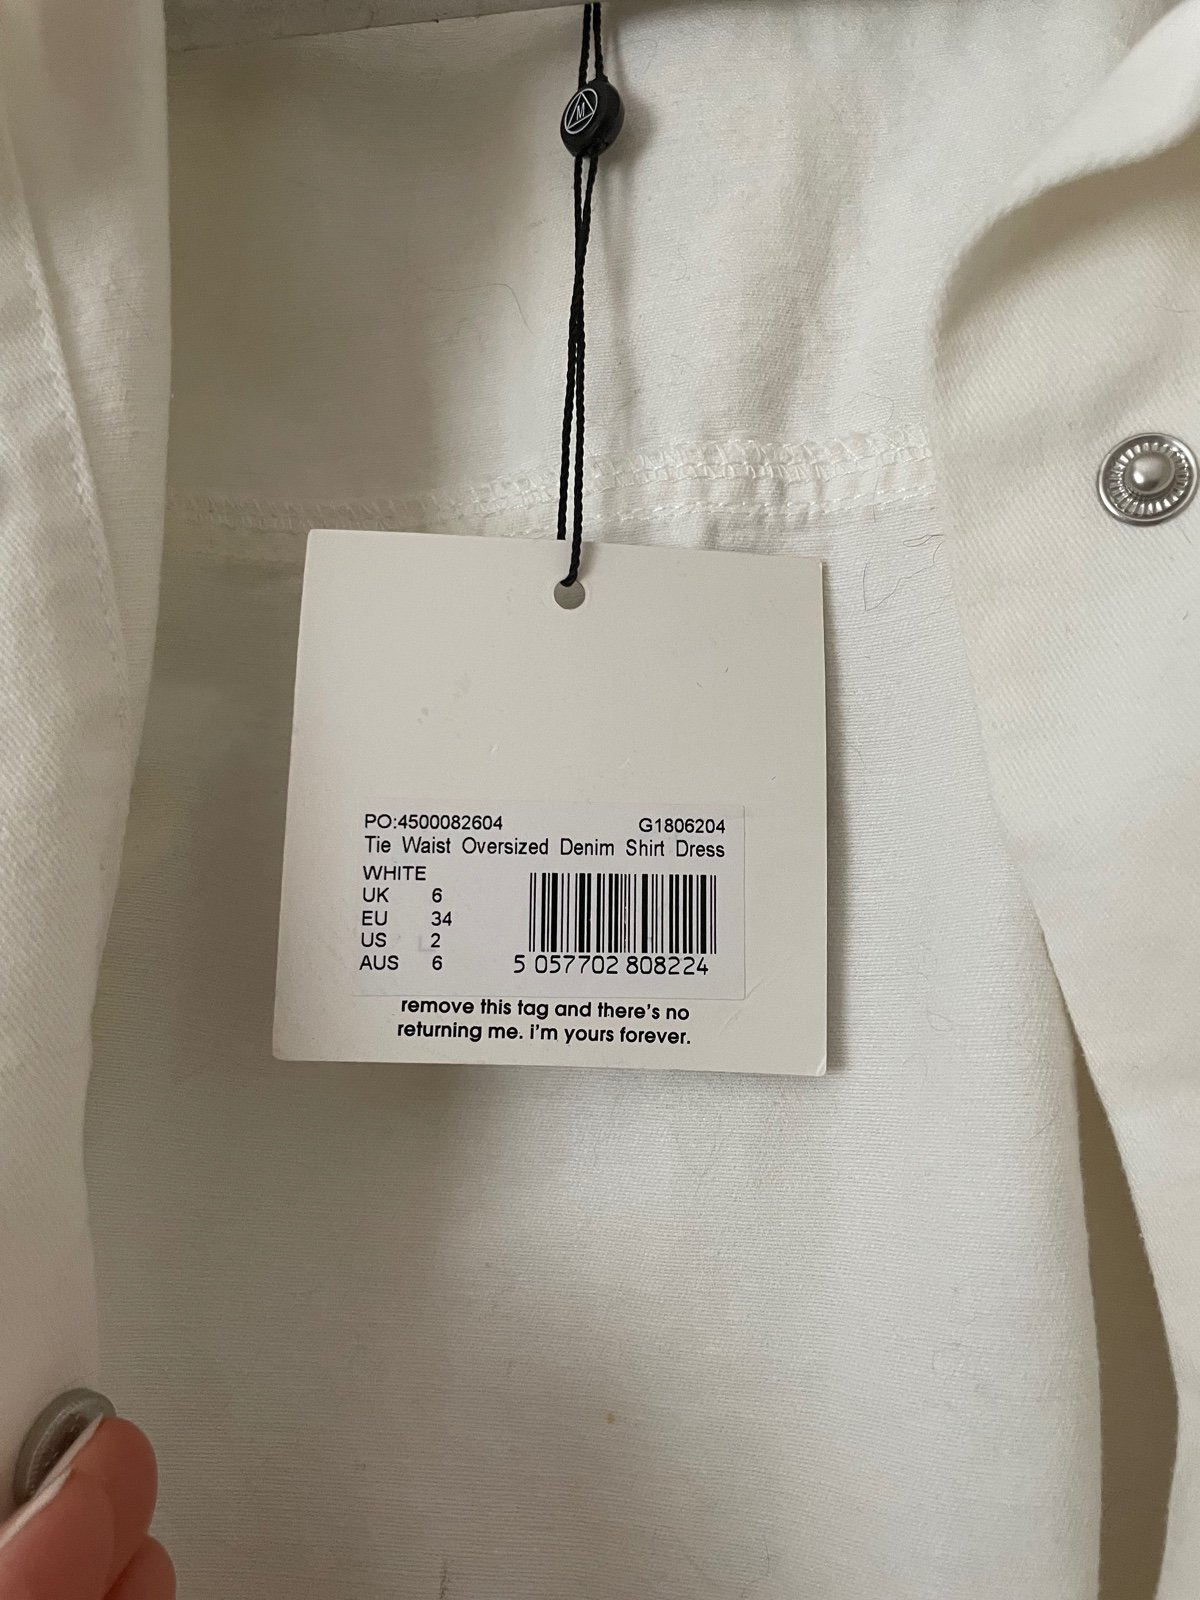 M
PO:4500082604 G1806204
Tie Waist Oversized Denim Shirt Dress
WHITE
UK 6
EU 34
US 2
AUS 6
5 057702 808224
remove this tag and there's no
returning me. i'm yours forever.